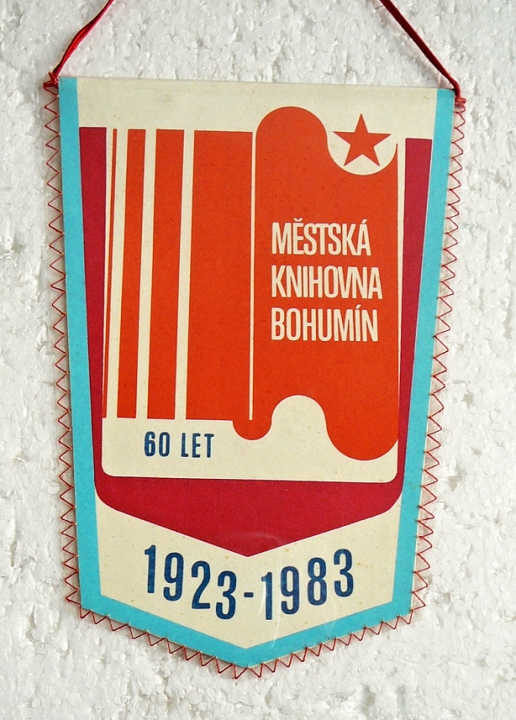 MĚSTSKÁ
KNIHOVNA
BOHUMÍN
60 LET
1923-1983